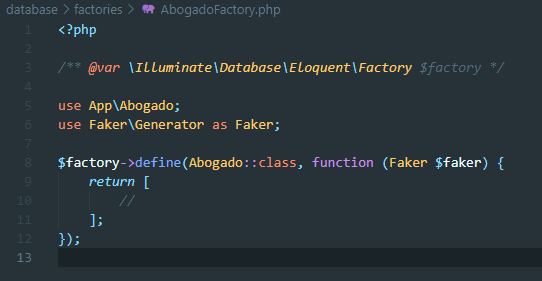 database > factories > AbogadoFactory.php
1 <?php
2
3 /** @var \Illuminate\Database\Eloquent\Factory $factory */
4
5 use App\Abogado;
6 use Faker\Generator as Faker;
7
8 $factory->define(Abogado::class, function (Faker $faker) {
9     return [
10         //
11     ];
12 });
13